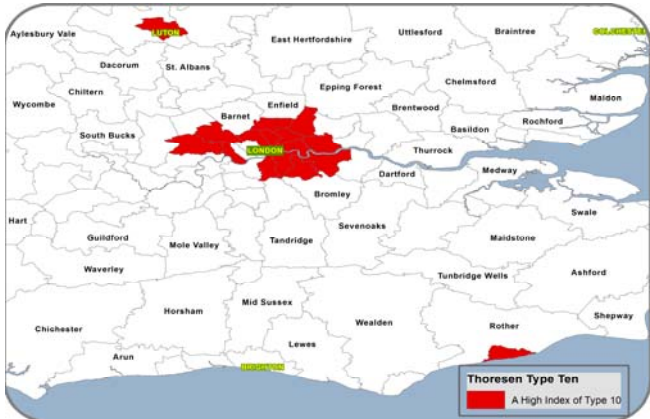 Aylesbury Vale
LUTON
East Hertfordshire
Uttlesford
Braintree
COLCHESTER
Dacorum
St. Albans
Chiltern
Epping Forest
Chelmsford
Wycombe
Enfield
Maldon
Barnet
Brentwood
South Bucks
Rochford
Basildon
LONDON
Thurrock
Dartford
Medway
Bromley
Swale
Hart
Sevenoaks
Guildford
Mole Valley
Tandridge
Maidstone
Waverley
Tunbridge Wells
Ashford
Mid Sussex
Horsham
Shepway
Wealden
Rother
Chichester
Lewes
Arun
BRIGHTON
Thoresen Type Ten
A High Index of Type 10